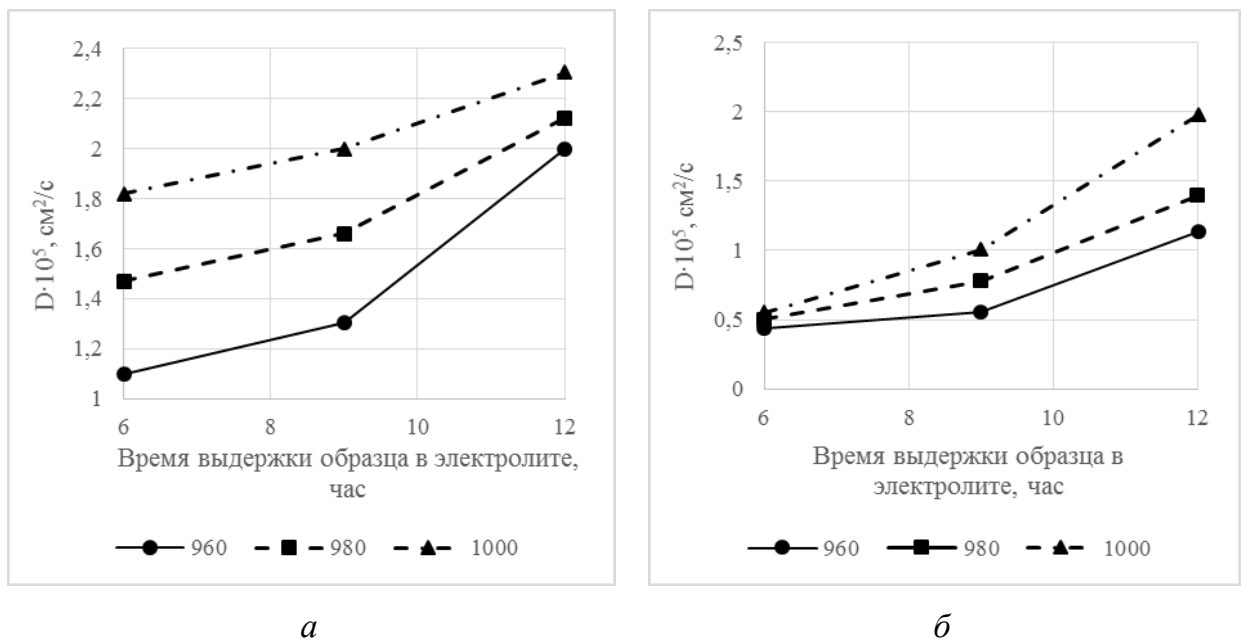 2,4
2,2
2
1,8
1,6
1,4
1,2
1
D·10⁵, см²/с
6 8 10 12
Время выдержки образца в электролите,
час
960 980 1000
а
2,5
2
1,5
1
0,5
0
D·10⁵, см²/с
6 8 10 12
Время выдержки образца в
электролите, час
960 980 1000
б